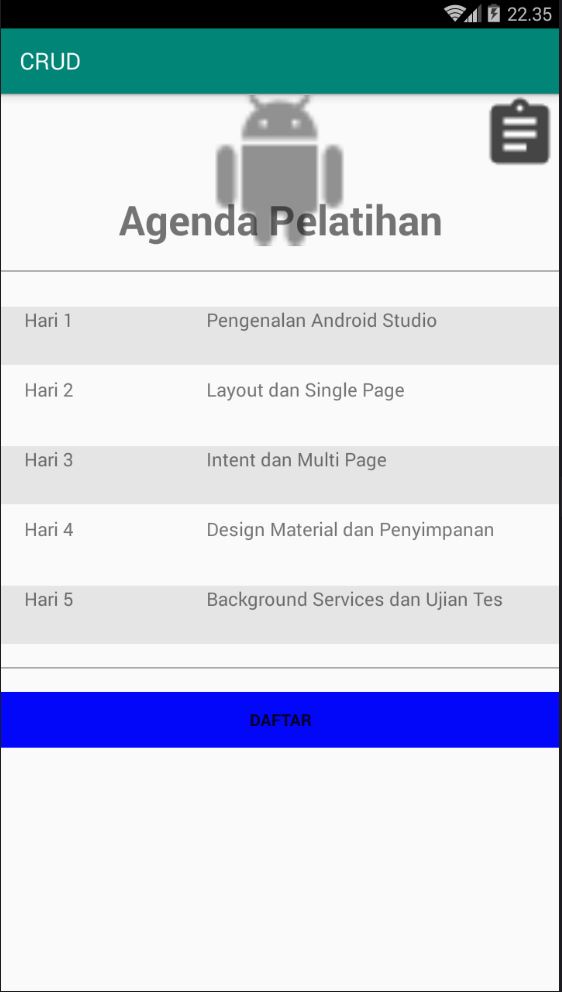 22.35
CRUD
Agenda Pelatihan
Hari 1 Pengenalan Android Studio
Hari 2 Layout dan Single Page
Hari 3 Intent dan Multi Page
Hari 4 Design Material dan Penyimpanan
Hari 5 Background Services dan Ujian Tes
DAFTAR